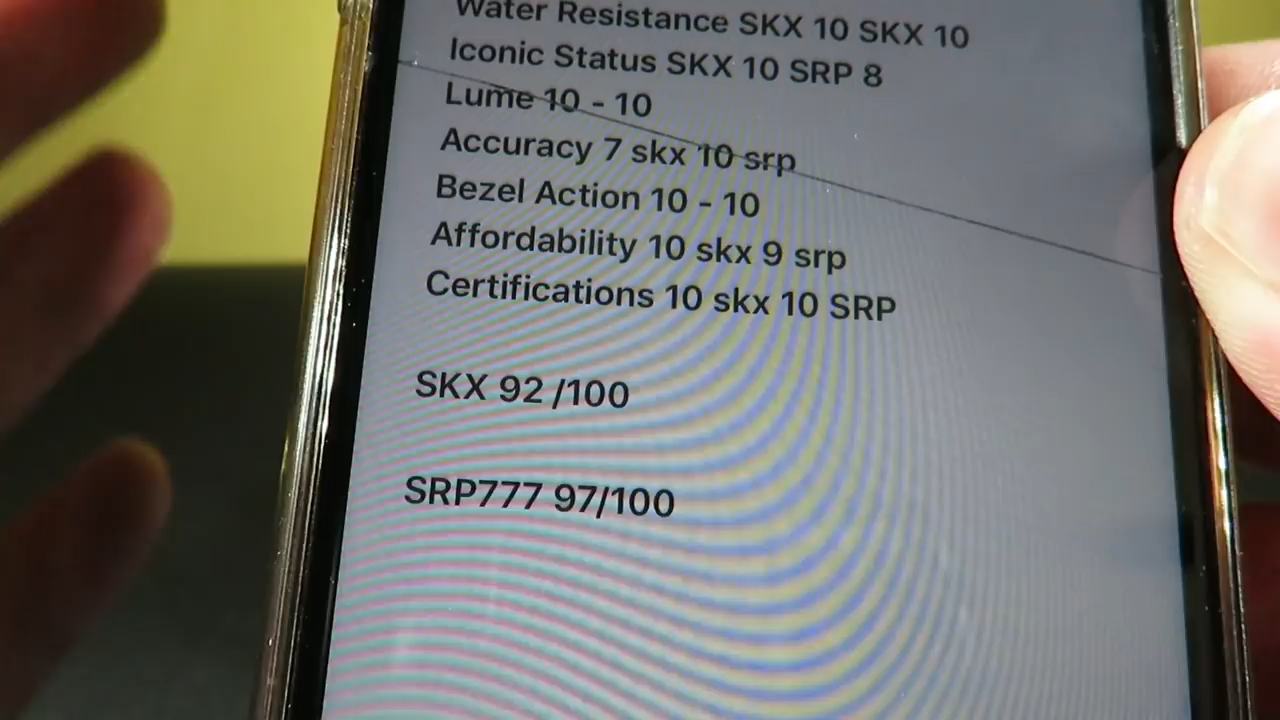 Water Resistance SKX 10 SKX 10
Iconic Status SKX 10 SRP 8
Lume 10 - 10
Accuracy 7 skx 10 srp
Bezel Action 10 - 10
Affordability 10 skx 9 srp
Certifications 10 skx 10 SRP
SKX 92 /100
SRP777 97/100